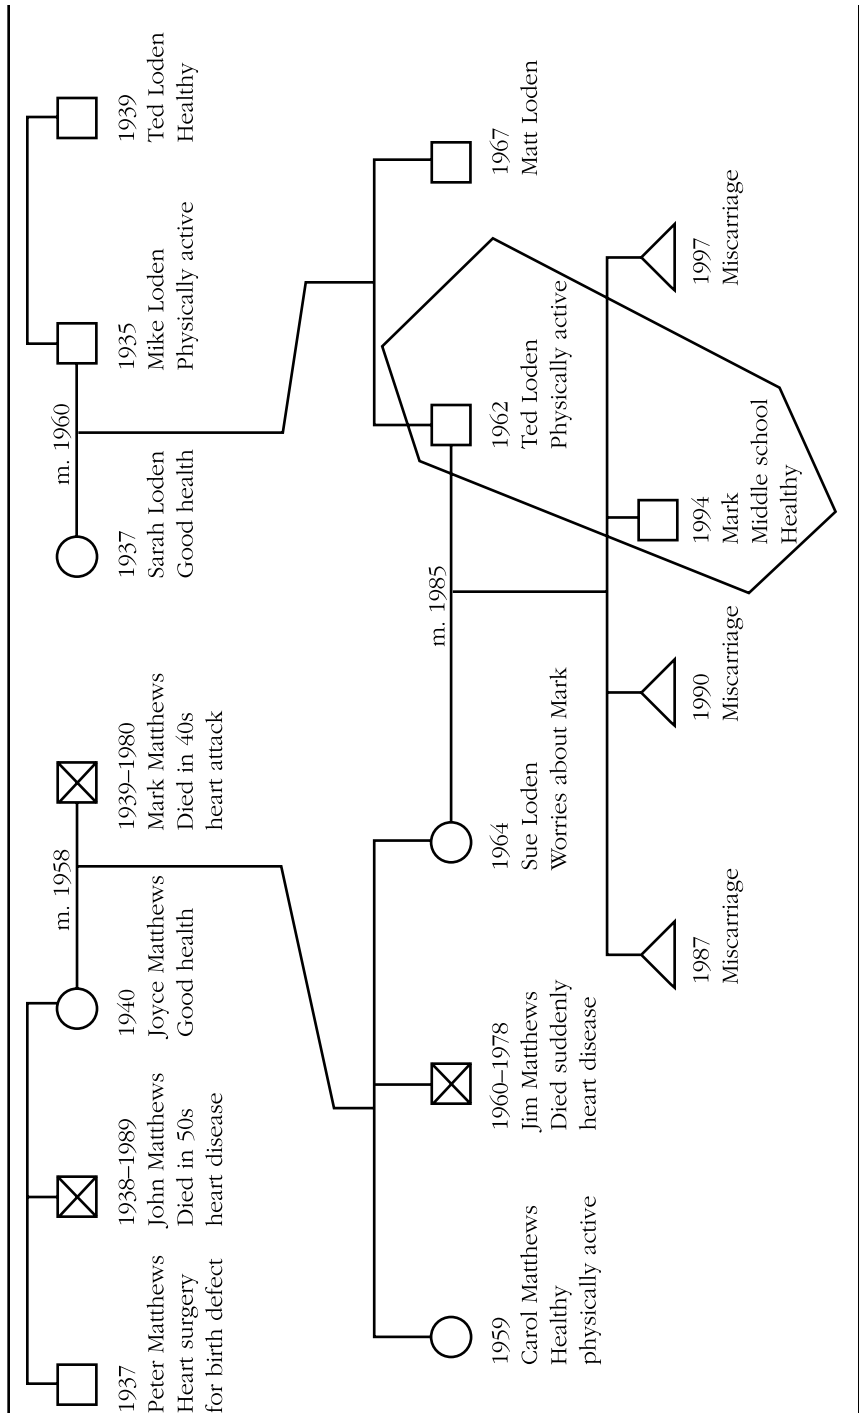 1937
Peter Matthews
Heart surgery
for birth defect
1938–1989
John Matthews
Died in 50s
heart disease
m. 1958
1940
Joyce Matthews
Good health
1939–1980
Mark Matthews
Died in 40s
heart attack
m. 1960
1937
Sarah Loden
Good health
1935
Mike Loden
Physically active
1939
Ted Loden
Healthy
1959
Carol Matthews
Healthy
physically active
1960–1978
Jim Matthews
Died suddenly
heart disease
1964
Sue Loden
Worries about Mark
m. 1985
1962
Ted Loden
Physically active
1967
Matt Loden
1987
Miscarriage
1990
Miscarriage
1994
Mark
Middle school
Healthy
1997
Miscarriage